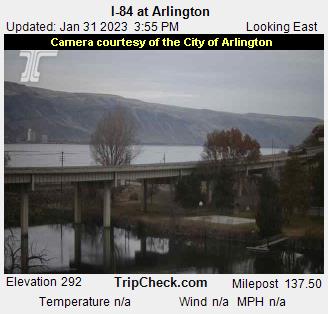 I-84 at Arlington
Updated: Jan 31 2023 3:55 PM Looking East
Camera courtesy of the City of Arlington
Elevation 292 TripCheck.com Milepost 137.50
Temperature n/a Wind n/a MPH n/a